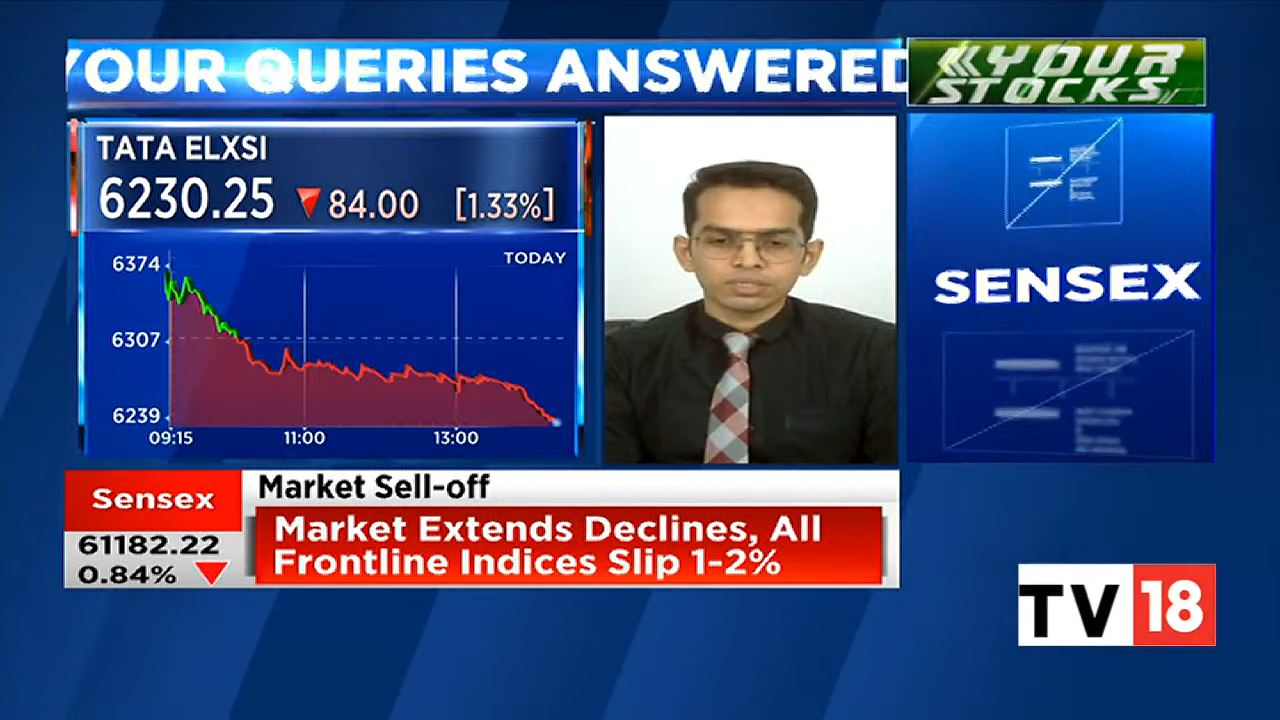 YOUR QUERIES ANSWERED
YOUR
STOCKS
TATA ELXSI
6230.25 ▼ 84.00 [1.33%]
TODAY
6374
6307
6239
09:15 11:00 13:00
SENSEX
Sensex
61182.22
0.84% ▼
Market Sell-off
Market Extends Declines, All
Frontline Indices Slip 1-2%
TV18